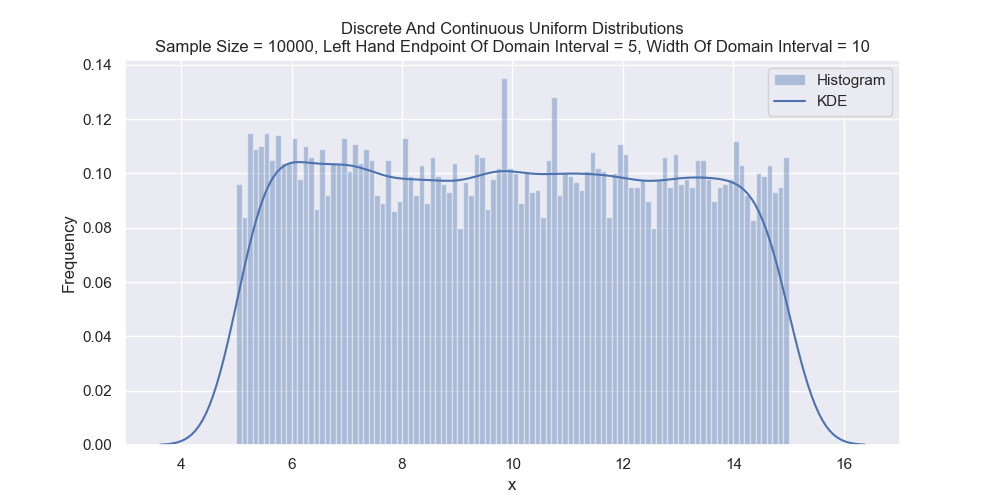 Discrete And Continuous Uniform Distributions
Sample Size = 10000, Left Hand Endpoint Of Domain Interval = 5, Width Of Domain Interval = 10
0.14
0.12
0.10
0.08
0.06
0.04
0.02
0.00
Frequency
Histogram
KDE
4 6 8 10 12 14 16
x